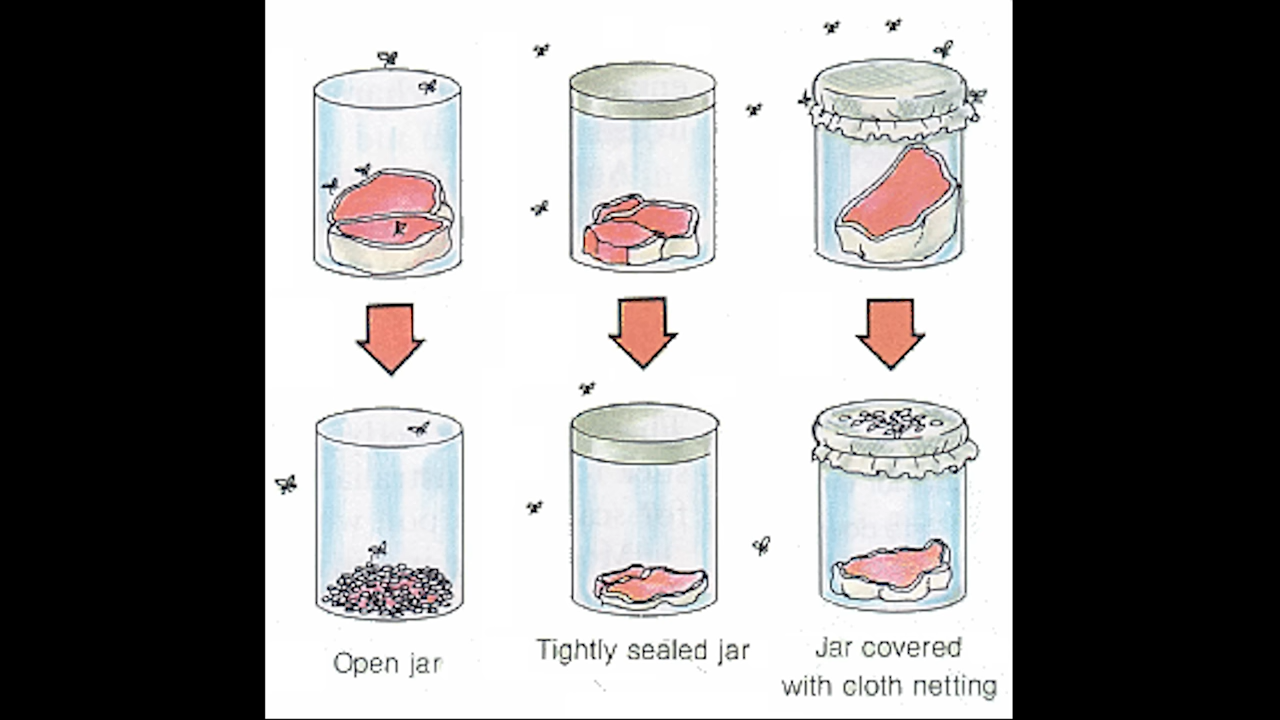 Open jar
Tightly sealed jar
Jar covered
with cloth netting